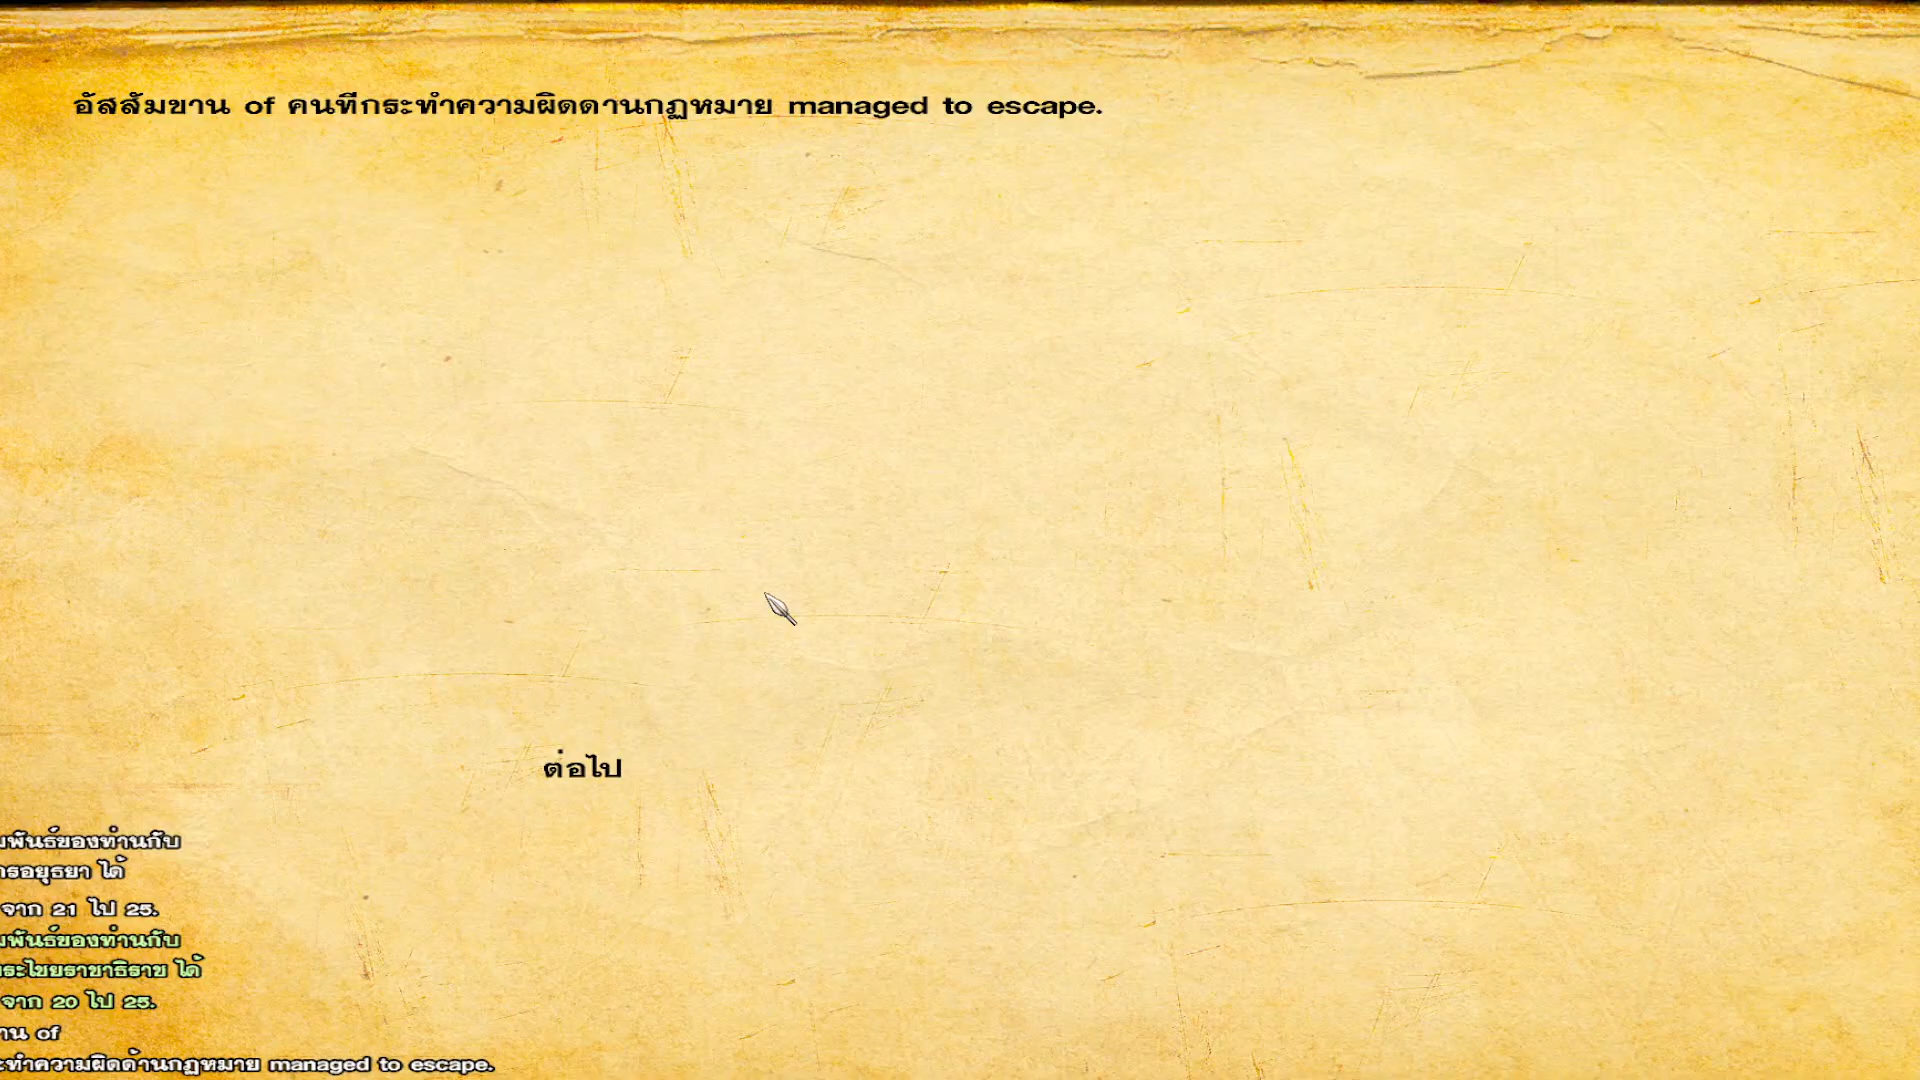 อัสสัมขาน of คนที่กระทำความผิดดานกฏหมาย managed to escape.
ต่อไป
มพันธ์ของท่านกับ
ารอยุธยา ได้
จาก 21 ไป 25.
มพันธ์ของท่านกับ
ระไชยราชาธิราช ได้
จาก 20 ไป 25.
าน of
ะทำความผิดด้านกฏหมาย managed to escape.